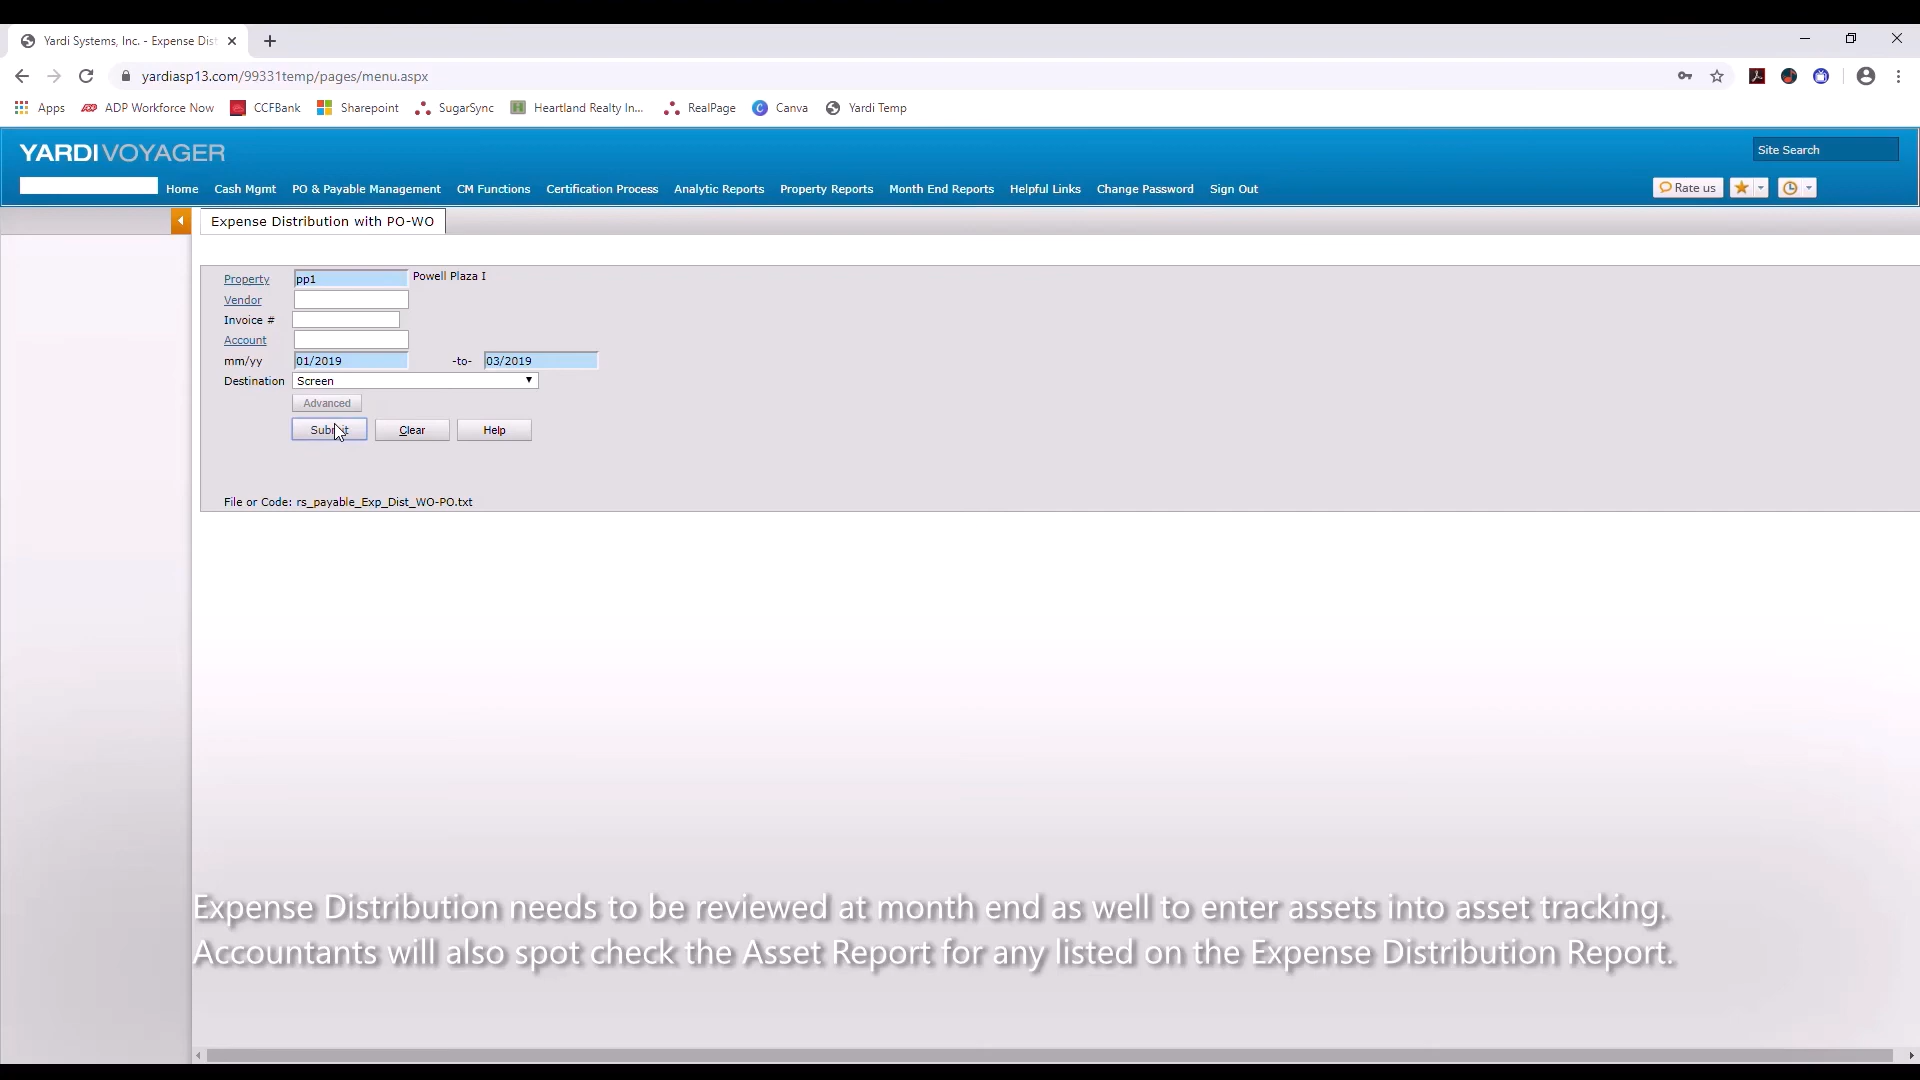 Yardi Systems, Inc. - Expense Dist
yardiasp13.com/99331temp/pages/menu.aspx
Apps ADP Workforce Now CCFBank Sharepoint SugarSync Heartland Realty In... RealPage Canva Yardi Temp
YARDIVOYAGER
Site Search
Home Cash Mgmt PO & Payable Management CM Functions Certification Process Analytic Reports Property Reports Month End Reports Helpful Links Change Password Sign Out Rate us
Expense Distribution with PO-WO
Property pp1 Powell Plaza I
Vendor
Invoice #
Account
mm/yy 01/2019 -to- 03/2019
Destination Screen
Advanced
Submit Clear Help
File or Code: rs_payable_Exp_Dist_WO-PO.txt
Expense Distribution needs to be reviewed at month end as well to enter assets into asset tracking.
Accountants will also spot check the Asset Report for any listed on the Expense Distribution Report.